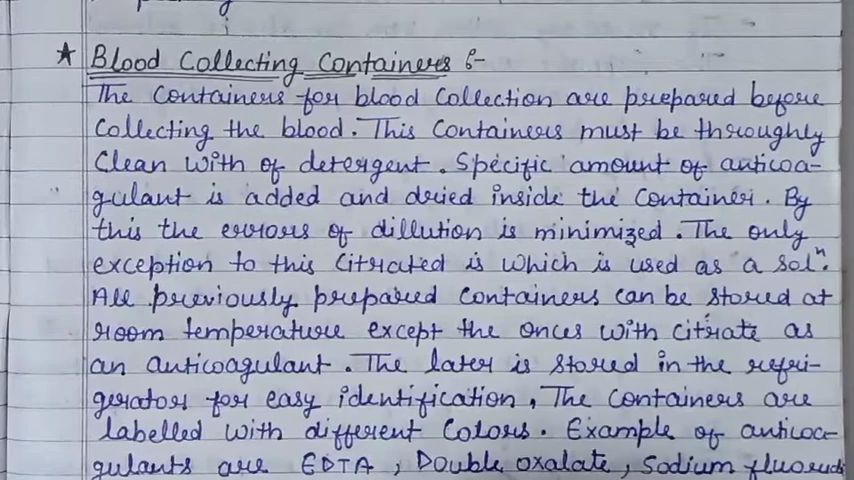 ★ Blood Collecting Containers :-
The Containers for blood Collection are prepared before
Collecting the blood. This Containers must be throughly
Clean with of detergent. Specific amount of anticoa-
gulant is added and dried inside the Container. By
this the errors of dillution is minimized. The only
exception to this Citrated is which is used as a solⁿ.
All previously prepared Containers can be stored at
room temperature except the onces with citrate as
an anticoagulant. The later is stored in the refri-
gerators for easy identification, The Containers are
labelled with different Colors. Example of anticoa-
gulants are EDTA, Double oxalate, Sodium